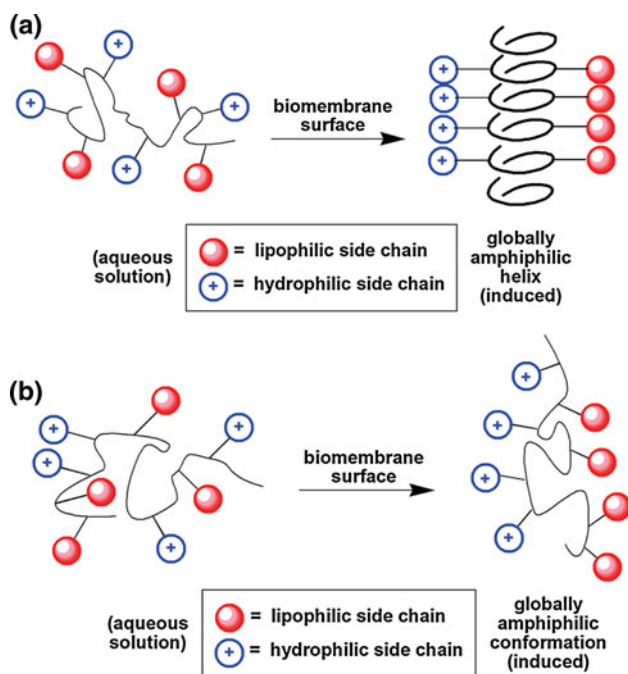 (a)
+
+
+
+
biomembrane
surface
+
+
+
+
(aqueous
solution)
= lipophilic side chain
+ = hydrophilic side chain
globally
amphiphilic
helix
(induced)
(b)
+
+
+
+
biomembrane
surface
+
+
+
+
(aqueous
solution)
= lipophilic side chain
+ = hydrophilic side chain
globally
amphiphilic
conformation
(induced)